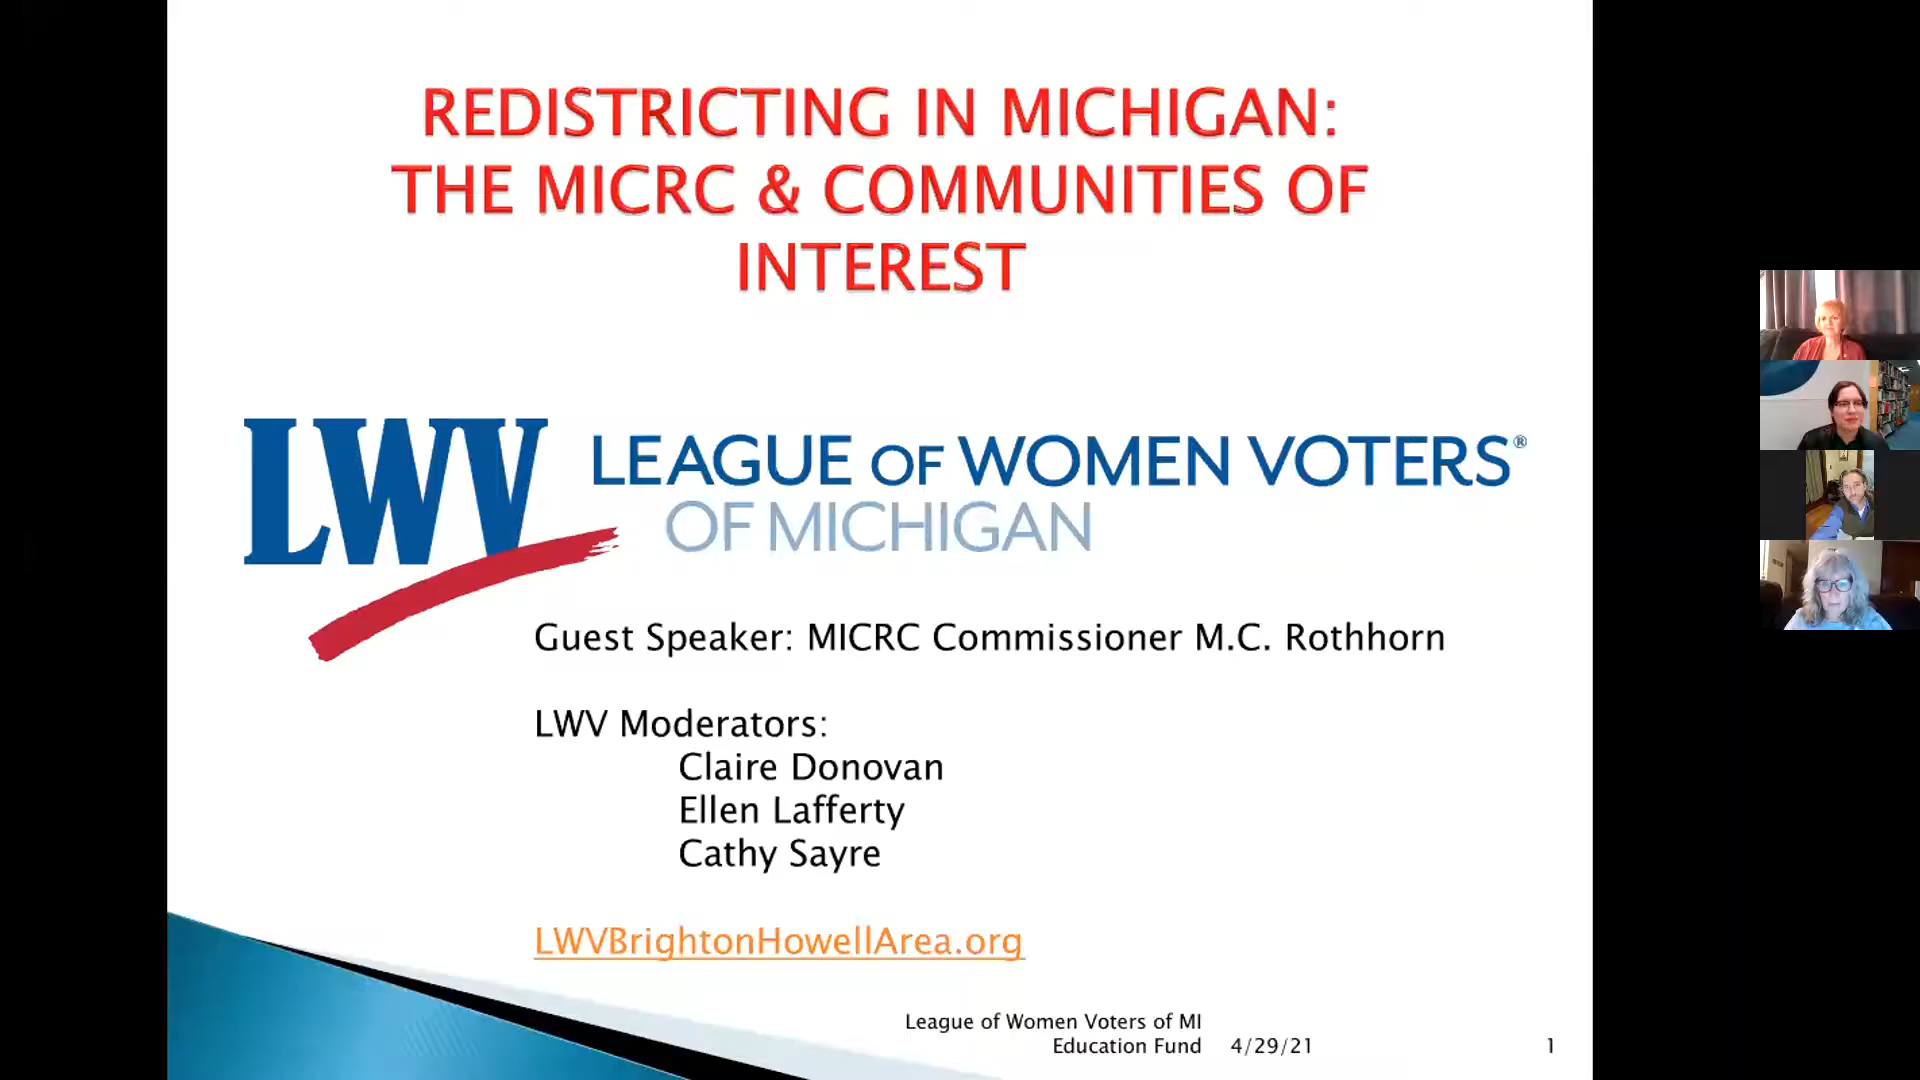 REDISTRICTING IN MICHIGAN:
THE MICRC & COMMUNITIES OF
INTEREST
LWV
LEAGUE OF WOMEN VOTERS®
OF MICHIGAN
Guest Speaker: MICRC Commissioner M.C. Rothhorn
LWV Moderators:
Claire Donovan
Ellen Lafferty
Cathy Sayre
LWVBrightonHowellArea.org
League of Women Voters of MI
Education Fund 4/29/21 1